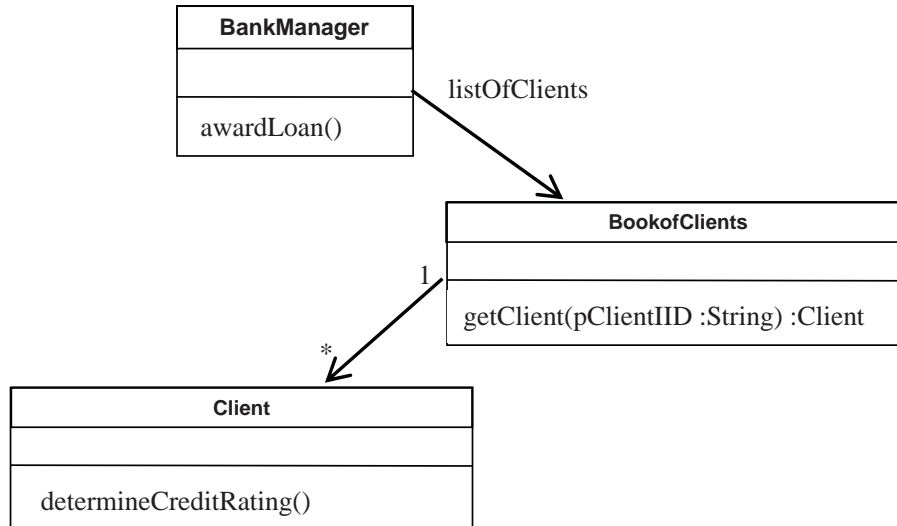 BankManager
listOfClients
awardLoan()
BookofClients
1
getClient(pClientIID :String) :Client
*
Client
determineCreditRating()